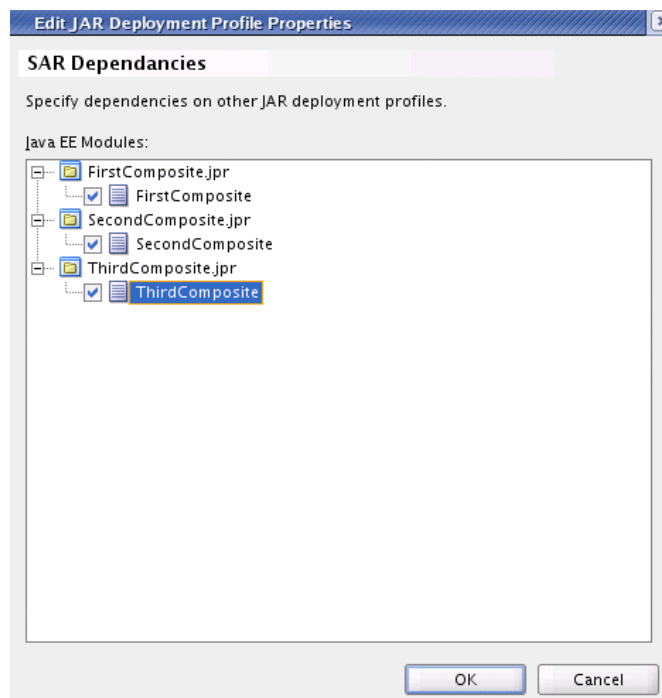 Edit JAR Deployment Profile Properties
SAR Dependancies
Specify dependencies on other JAR deployment profiles.
Java EE Modules:
FirstComposite.jpr
FirstComposite
SecondComposite.jpr
SecondComposite
ThirdComposite.jpr
ThirdComposite
OK Cancel